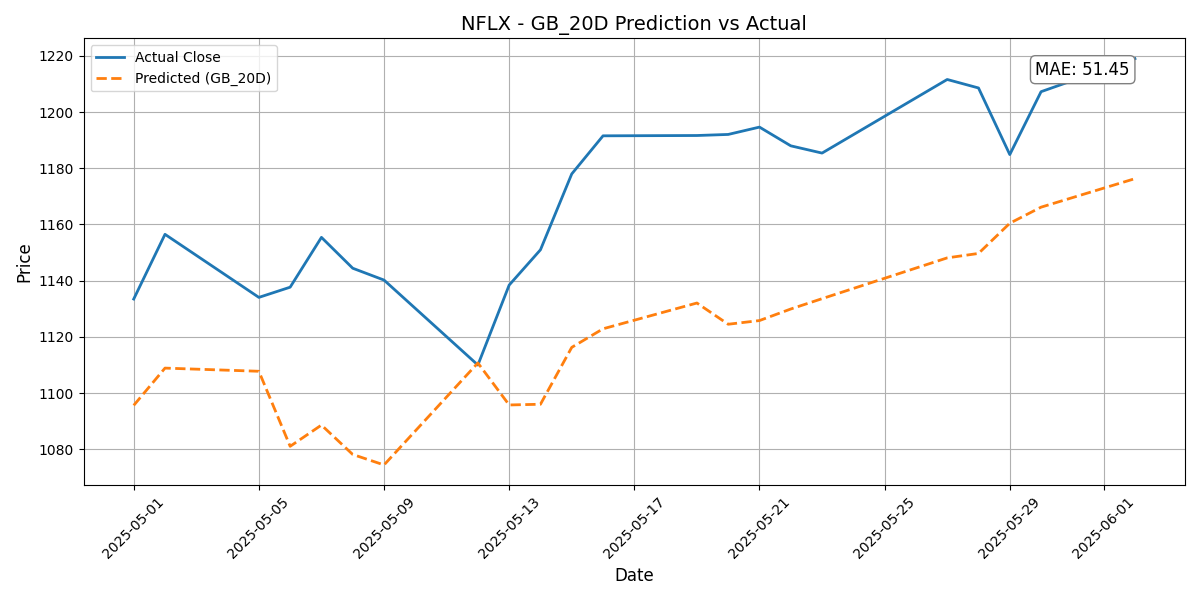 NFLX - GB_20D Prediction vs Actual
Actual Close
Predicted (GB_20D)
MAE: 51.45
Price
1220
1200
1180
1160
1140
1120
1100
1080
2025-05-01
2025-05-05
2025-05-09
2025-05-13
2025-05-17
2025-05-21
2025-05-25
2025-05-29
2025-06-01
Date